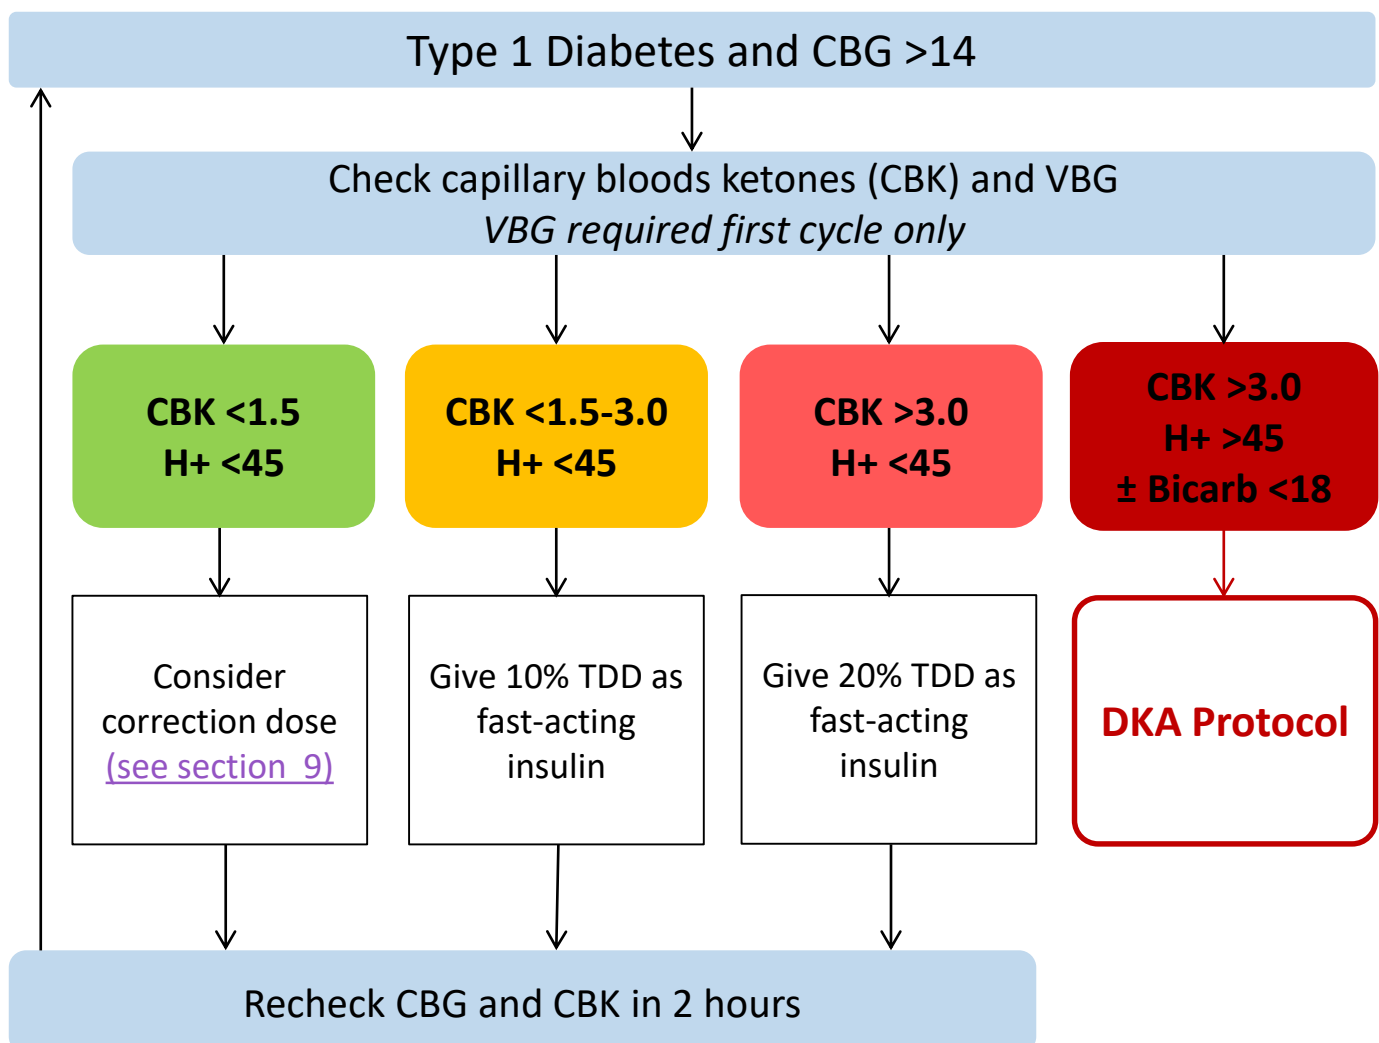 Type 1 Diabetes and CBG >14
Check capillary bloods ketones (CBK) and VBG
VBG required first cycle only
CBK <1.5
H+ <45
CBK <1.5-3.0
H+ <45
CBK >3.0
H+ <45
CBK >3.0
H+ >45
± Bicarb <18
Consider
correction dose
(see section 9)
Give 10% TDD as
fast-acting
insulin
Give 20% TDD as
fast-acting
insulin
DKA Protocol
Recheck CBG and CBK in 2 hours